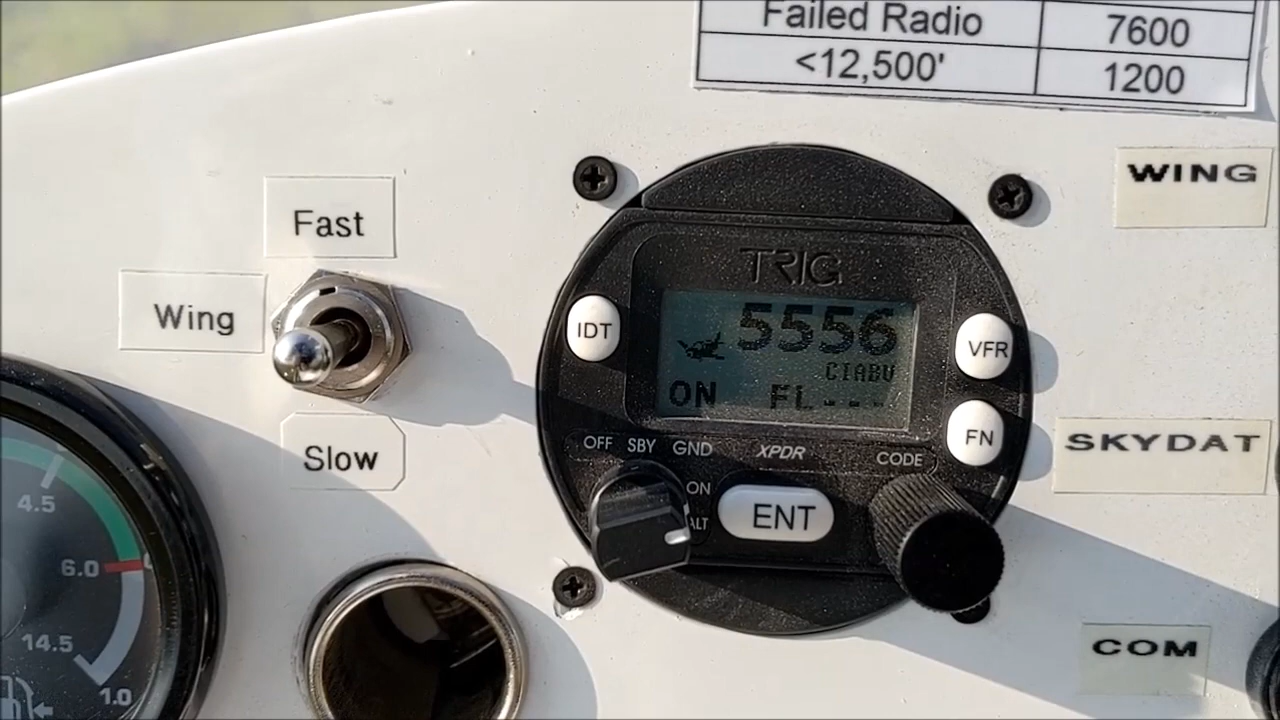 Failed Radio 7600
<12,500' 1200
WING
Fast
TRIG
Wing
IDT
5556
VFR
CIABV
ON FL---
FN
SKYDAT
OFF SBY GND XPDR CODE
Slow
ON
4.5
ENT
ALT
6.0
14.5
COM
1.0